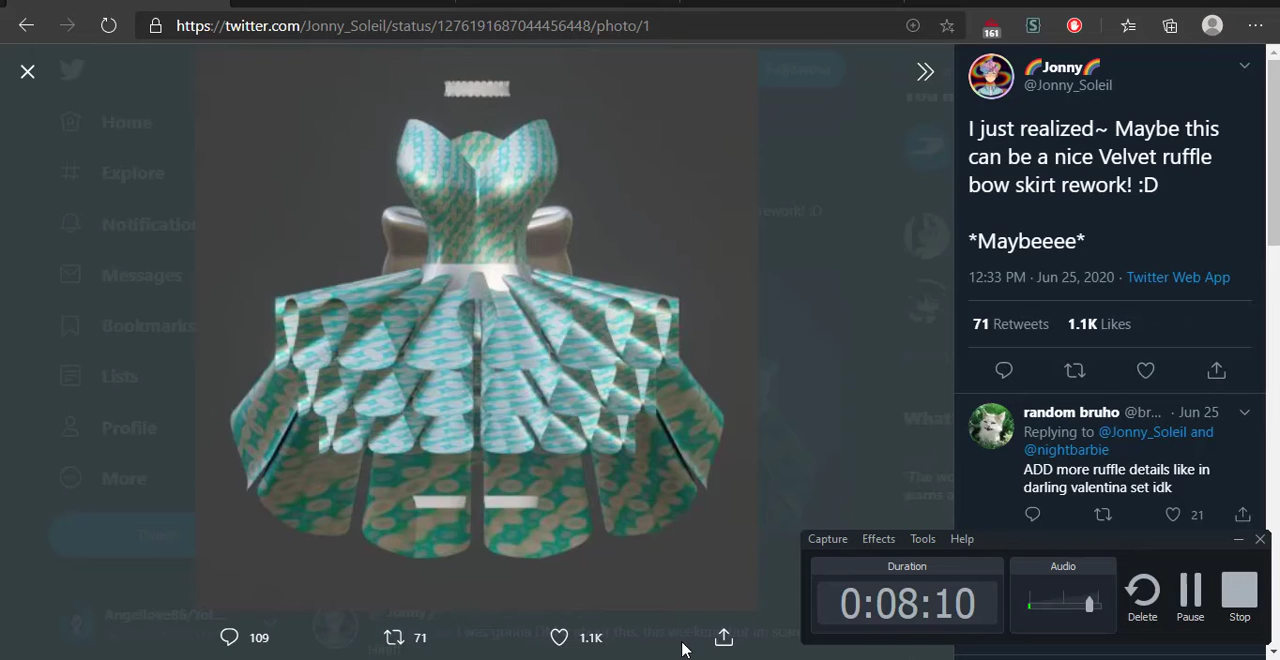 https://twitter.com/Jonny_Soleil/status/1276191687044456448/photo/1
161
S
Home
Explore
Notification
Messages
Bookmarks
Lists
Profile
More
🌈Jonny🌈
@Jonny_Soleil
I just realized~ Maybe this
can be a nice Velvet ruffle
bow skirt rework! :D
*Maybeeee*
12:33 PM · Jun 25, 2020 · Twitter Web App
71 Retweets 1.1K Likes
random bruho @br... · Jun 25
Replying to @Jonny_Soleil and
@nightbarbie
ADD more ruffle details like in
darling valentina set idk
21
Capture Effects Tools Help
Duration
0:08:10
Audio
Delete
Pause
Stop
109
71
1.1K